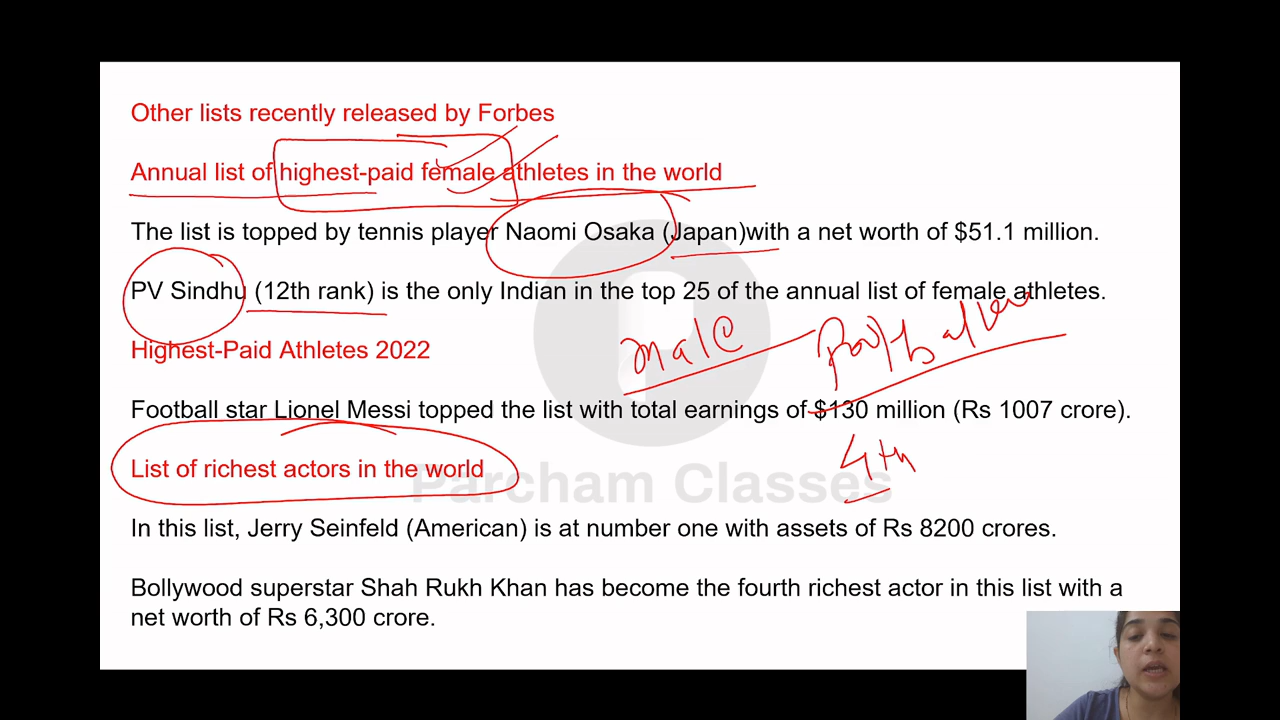 Other lists recently released by Forbes
Annual list of highest-paid female athletes in the world
The list is topped by tennis player Naomi Osaka (Japan)with a net worth of $51.1 million.
PV Sindhu (12th rank) is the only Indian in the top 25 of the annual list of female athletes.
male
Highest-Paid Athletes 2022
Football star Lionel Messi topped the list with total earnings of $130 million (Rs 1007 crore).
4th
List of richest actors in the world
Parcham Classes
In this list, Jerry Seinfeld (American) is at number one with assets of Rs 8200 crores.
Bollywood superstar Shah Rukh Khan has become the fourth richest actor in this list with a
net worth of Rs 6,300 crore.